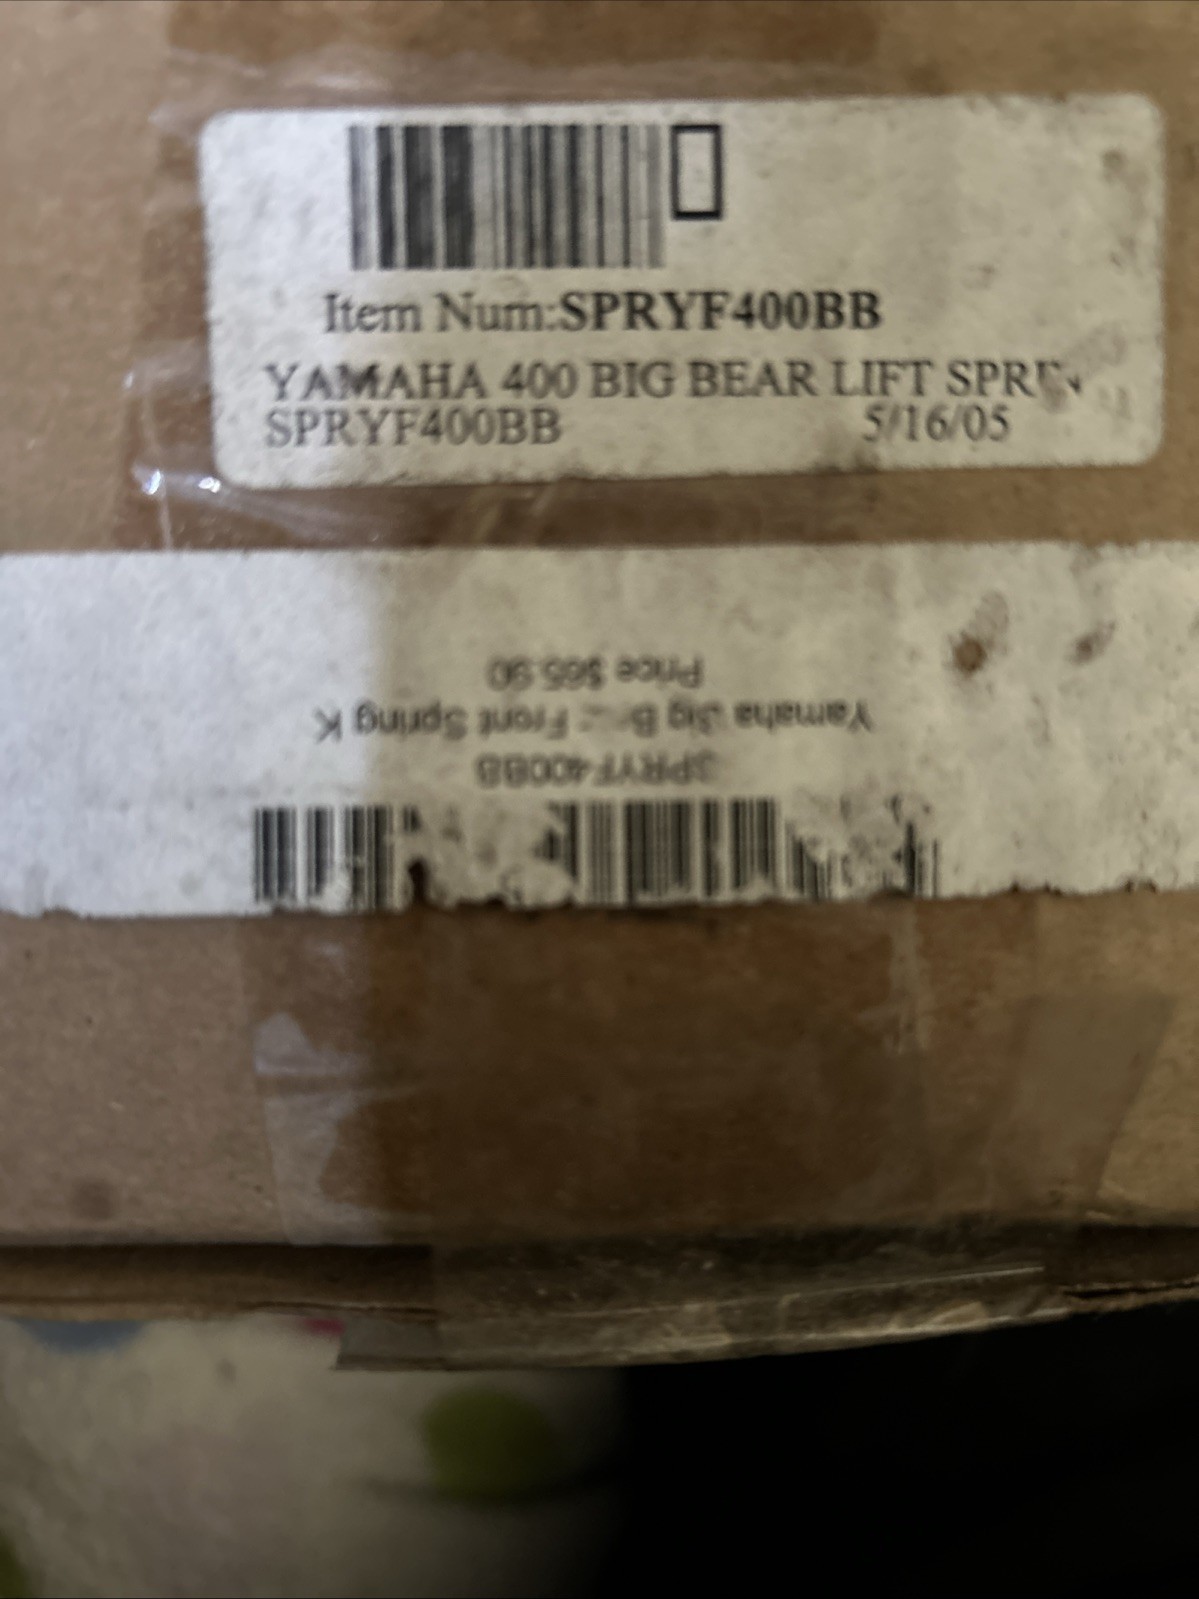 Item Num:SPRYF400BB
YAMAHA 400 BIG BEAR LIFT
SPRYF400BB 5/16/05
SPRYF400BB
Yamaha Big Front Spring K
Price $65.90